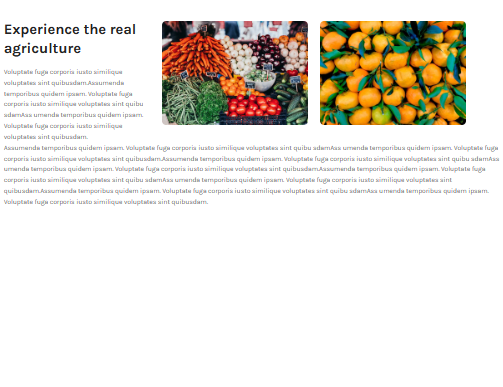 Experience the real
agriculture
Voluptate fuga corporis iusto similique
voluptates sint quibusdam.Assumenda
temporibus quidem ipsam. Voluptate fuga
corporis iusto similique voluptates sint quibu
sdamAss umenda temporibus quidem ipsam.
Voluptate fuga corporis iusto similique
voluptates sint quibusdam.
Assumenda temporibus quidem ipsam. Voluptate fuga corporis iusto similique voluptates sint quibu sdamAss umenda temporibus quidem ipsam. Voluptate fuga
corporis iusto similique voluptates sint quibusdam.Assumenda temporibus quidem ipsam. Voluptate fuga corporis iusto similique voluptates sint quibu sdamAss
umenda temporibus quidem ipsam. Voluptate fuga corporis iusto similique voluptates sint quibusdam.Assumenda temporibus quidem ipsam. Voluptate fuga
corporis iusto similique voluptates sint quibu sdamAss umenda temporibus quidem ipsam. Voluptate fuga corporis iusto similique voluptates sint
quibusdam.Assumenda temporibus quidem ipsam. Voluptate fuga corporis iusto similique voluptates sint quibu sdamAss umenda temporibus quidem ipsam.
Voluptate fuga corporis iusto similique voluptates sint quibusdam.